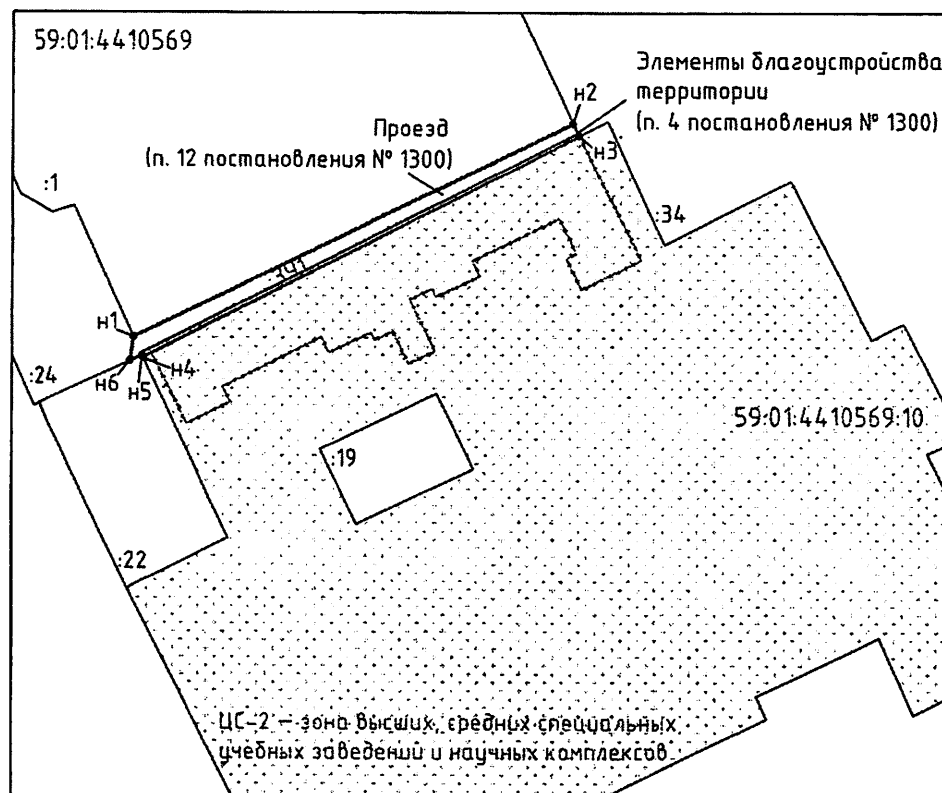 59:01:4410569
Элементы благоустройства
территории
(п. 4 постановления № 1300)
н2
Проезд
(п. 12 постановления № 1300)
н3
:1
:34
:391
н1
:24
н6
н5
н4
59:01:4410569:10
:19
:22
ЦС-2 – зона высших, средних специальных
учебных заведений и научных комплексов